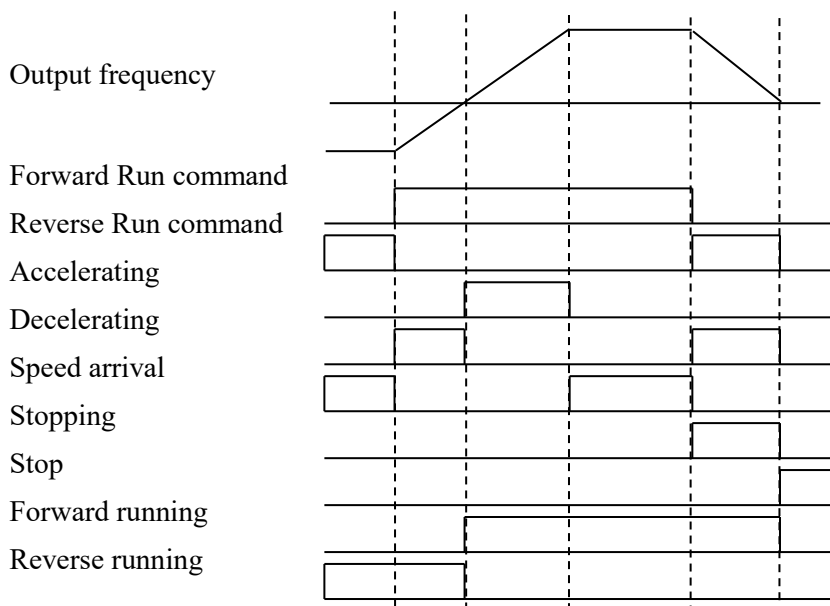 Output frequency
Forward Run command
Reverse Run command
Accelerating
Decelerating
Speed arrival
Stopping
Stop
Forward running
Reverse running